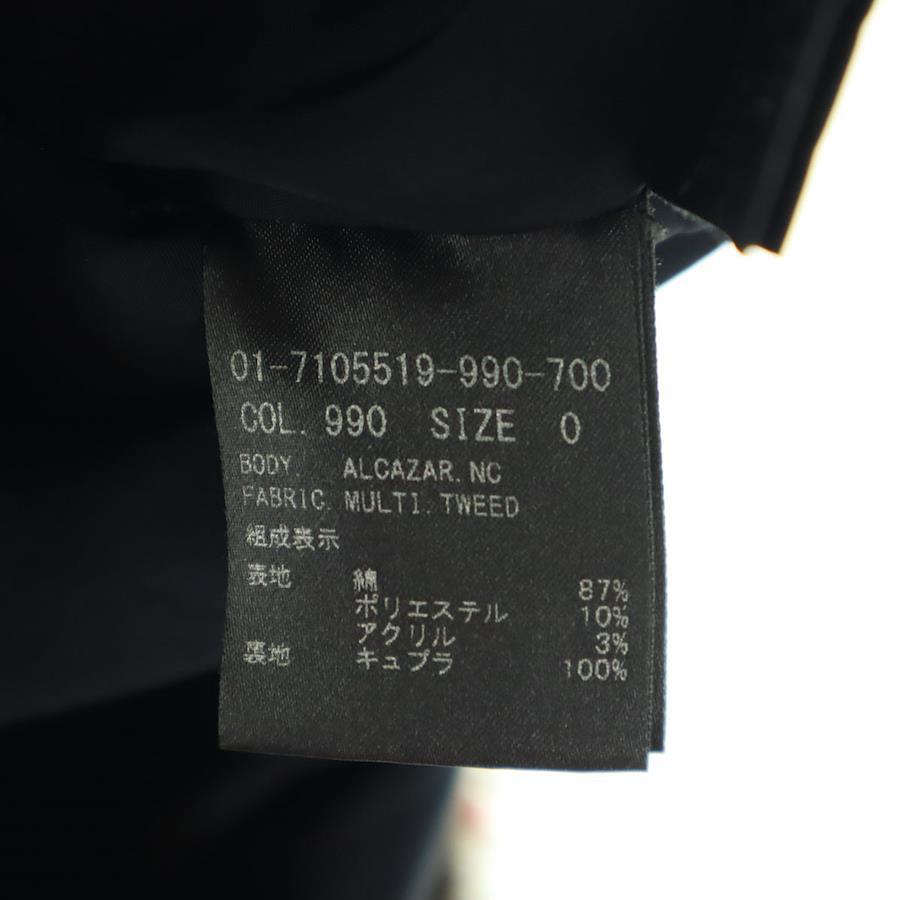 01-7105519-990-700
COL. 990 SIZE 0
BODY. ALCAZAR.NC
FABRIC.MULTI.TWEED
組成表示
表地 綿 87%
ポリエステル 10%
アクリル 3%
裏地 キュプラ 100%